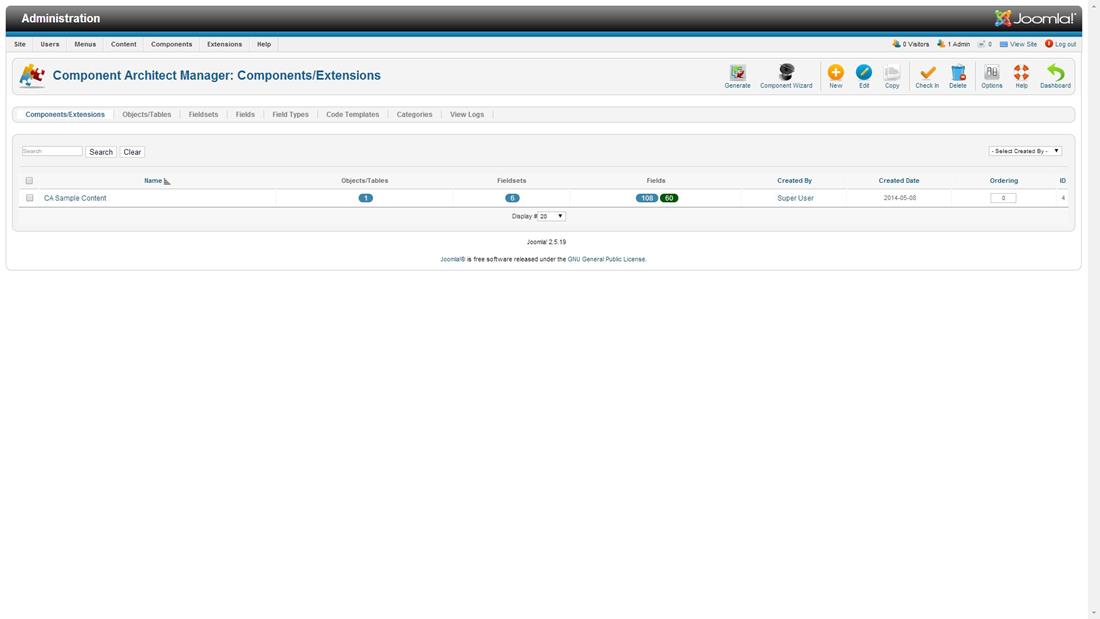 Administration
Joomla!
Site Users Menus Content Components Extensions Help
0 Visitors 1 Admin 0 View Site Log out
Component Architect Manager: Components/Extensions
Generate Component Wizard New Edit Copy Check In Delete Options Help Dashboard
Components/Extensions Objects/Tables Fieldsets Fields Field Types Code Templates Categories View Logs
Search Search Clear
- Select Created By -
Name Objects/Tables Fieldsets Fields Created By Created Date Ordering ID
CA Sample Content 1 6 108 60 Super User 2014-05-08 0 4
Display # 20
Joomla! 2.5.19
Joomla!® is free software released under the GNU General Public License.